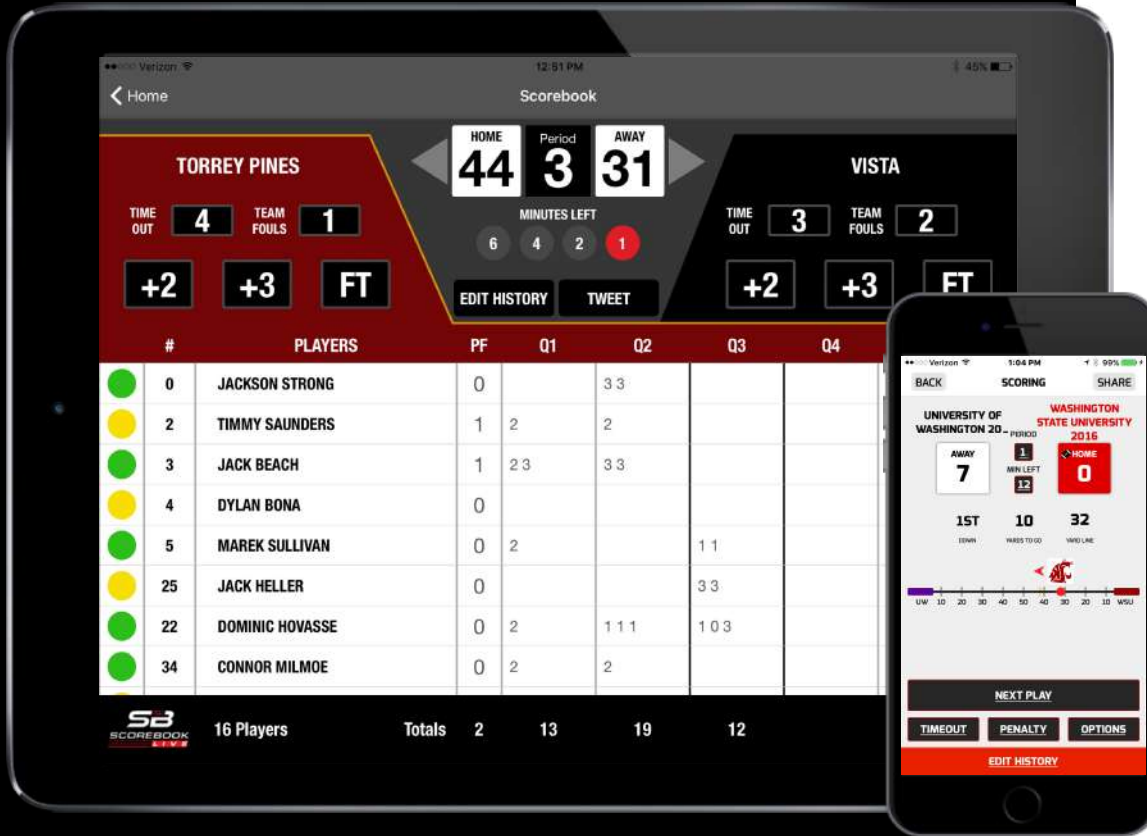 Verizon 12:51 PM 45%
Home Scorebook
HOME Period AWAY
44 3 31
TORREY PINES
TIME OUT 4 TEAM FOULS 1
+2 +3 FT
MINUTES LEFT
6 4 2 1
EDIT HISTORY TWEET
VISTA
TIME OUT 3 TEAM FOULS 2
+2 +3 FT
# PLAYERS PF Q1 Q2 Q3 Q4
0 JACKSON STRONG 0 3 3
2 TIMMY SAUNDERS 1 2 2
3 JACK BEACH 1 2 3 3 3
4 DYLAN BONA 0
5 MAREK SULLIVAN 0 2 1 1
25 JACK HELLER 0 3 3
22 DOMINIC HOVASSE 0 2 1 1 1 1 0 3
34 CONNOR MILMOE 0 2 2
SB SCOREBOOK LIVE 16 Players Totals 2 13 19 12
Verizon 1:04 PM 99%
BACK SCORING SHARE
UNIVERSITY OF
WASHINGTON 20...
WASHINGTON
STATE UNIVERSITY
2016
AWAY
7
PERIOD
1
MIN LEFT
12
HOME
0
1ST 10 32
DOWN YARDS TO GO YARD LINE
UW 10 20 30 40 50 40 30 20 10 WSU
NEXT PLAY
TIMEOUT PENALTY OPTIONS
EDIT HISTORY